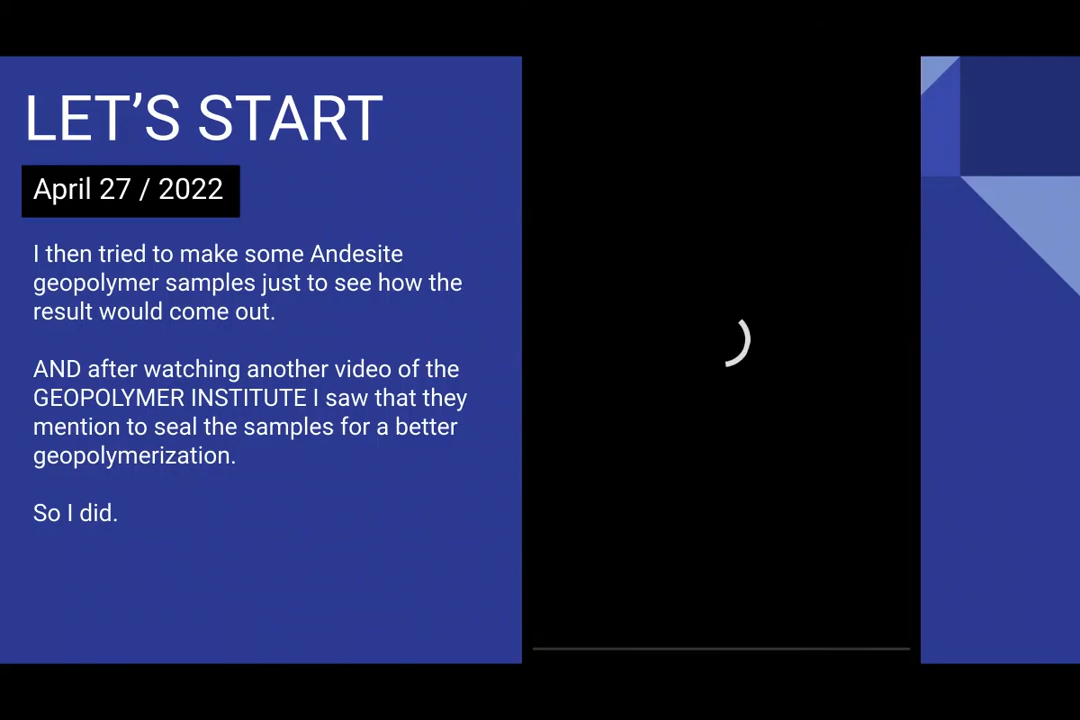 LET’S START
April 27 / 2022
I then tried to make some Andesite
geopolymer samples just to see how the
result would come out.
AND after watching another video of the
GEOPOLYMER INSTITUTE I saw that they
mention to seal the samples for a better
geopolymerization.
So I did.